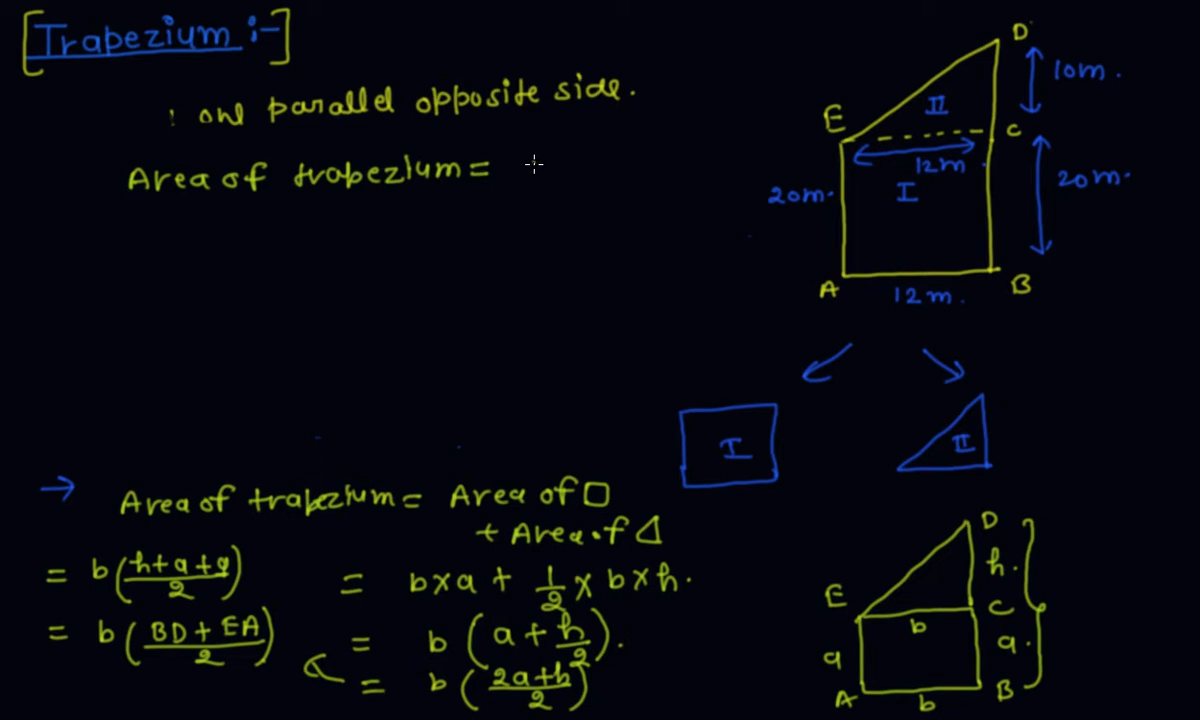 [Trapezium :-]
: one parallel opposite side.
Area of trapezium =
D
10m.
E
II
C
12m
20m.
I
20m.
A
12m.
B
I
II
→ Area of trapezium = Area of □
+ Area of △
= b(h+a+a/2)
= b×a + 1/2 × b×h.
= b(BD+EA/2)
= b(a+h/2).
= b(2a+h/2)
D
h.
E
C
b
a
a.
A
b
B